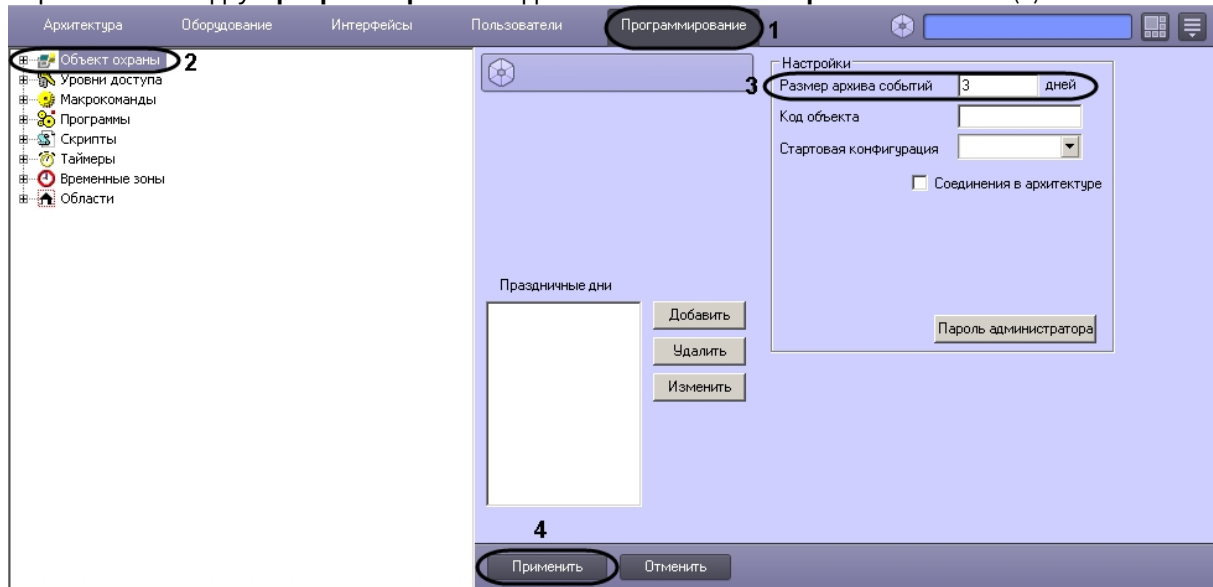 Архитектура Оборудование Интерфейсы Пользователи Программирование 1
Объект охраны 2
Уровни доступа
Макрокоманды
Программы
Скрипты
Таймеры
Временные зоны
Области
Настройки
3 Размер архива событий 3 дней
Код объекта
Стартовая конфигурация
Соединения в архитектуре
Пароль администратора
Праздничные дни
Добавить
Удалить
Изменить
4
Применить Отменить